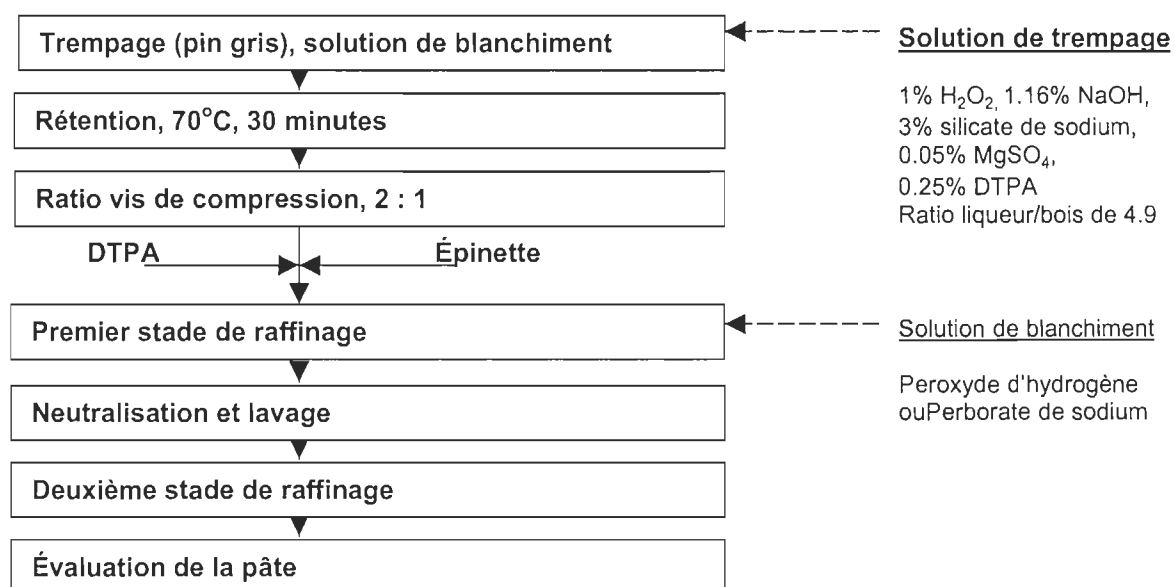 Trempage (pin gris), solution de blanchiment
Rétention, 70°C, 30 minutes
Ratio vis de compression, 2 : 1
DTPA
Épinette
Premier stade de raffinage
Neutralisation et lavage
Deuxième stade de raffinage
Évaluation de la pâte
Solution de trempage
1% H₂O₂, 1.16% NaOH,
3% silicate de sodium,
0.05% MgSO₄,
0.25% DTPA
Ratio liqueur/bois de 4.9
Solution de blanchiment
Peroxyde d'hydrogène
ouPerborate de sodium